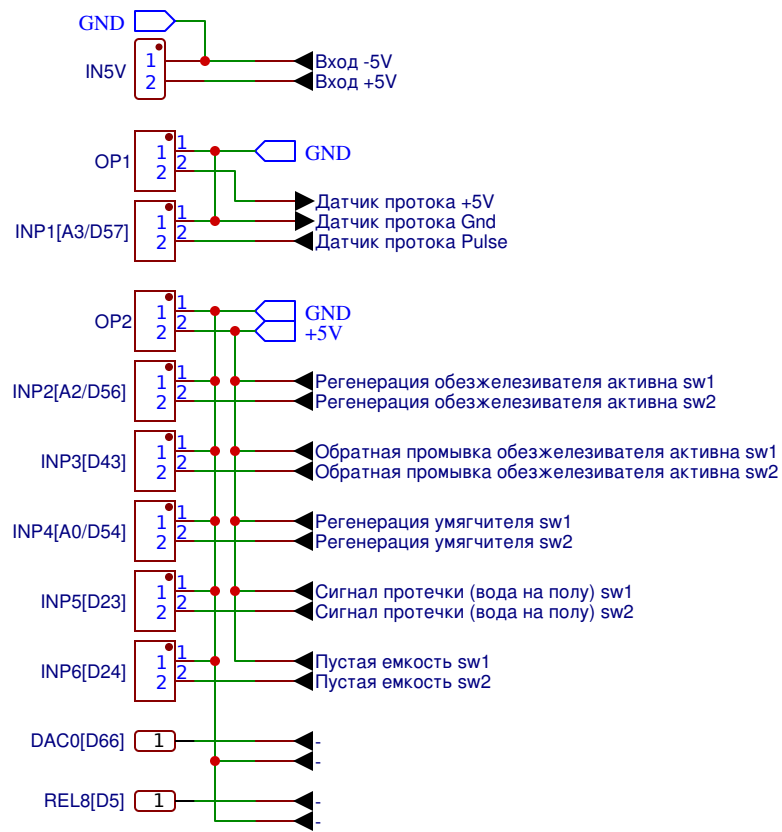 GND
IN5V
1
2
Вход -5V
Вход +5V
OP1
1 1
2 2
GND
Датчик протока +5V
INP1[A3/D57]
1 1
2 2
Датчик протока Gnd
Датчик протока Pulse
OP2
1 1
2 2
GND
+5V
INP2[A2/D56]
1 1
2 2
Регенерация обезжелезивателя активна sw1
Регенерация обезжелезивателя активна sw2
INP3[D43]
1 1
2 2
Обратная промывка обезжелезивателя активна sw1
Обратная промывка обезжелезивателя активна sw2
INP4[A0/D54]
1 1
2 2
Регенерация умягчителя sw1
Регенерация умягчителя sw2
INP5[D23]
1 1
2 2
Сигнал протечки (вода на полу) sw1
Сигнал протечки (вода на полу) sw2
INP6[D24]
1 1
2 2
Пустая емкость sw1
Пустая емкость sw2
DAC0[D66]
1
-
-
REL8[D5]
1
-
-